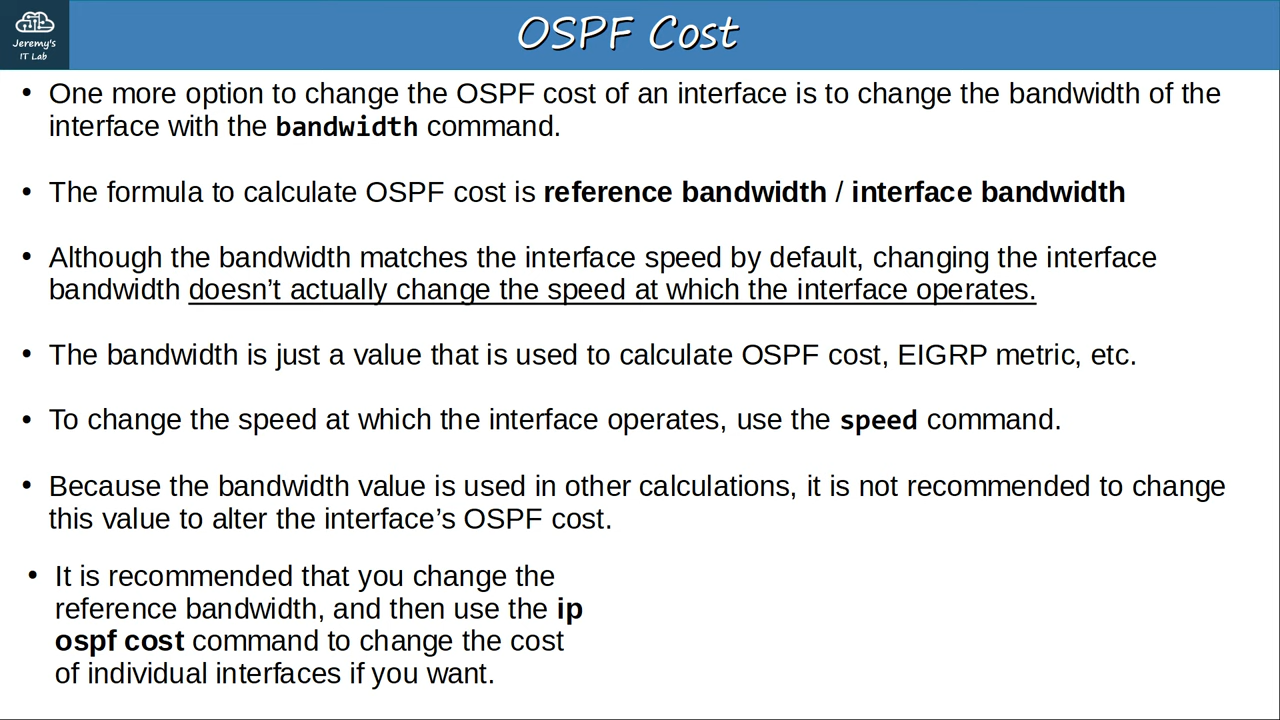 Jeremy's
IT Lab
OSPF Cost
• One more option to change the OSPF cost of an interface is to change the bandwidth of the
interface with the bandwidth command.
• The formula to calculate OSPF cost is reference bandwidth / interface bandwidth
• Although the bandwidth matches the interface speed by default, changing the interface
bandwidth doesn’t actually change the speed at which the interface operates.
• The bandwidth is just a value that is used to calculate OSPF cost, EIGRP metric, etc.
• To change the speed at which the interface operates, use the speed command.
• Because the bandwidth value is used in other calculations, it is not recommended to change
this value to alter the interface’s OSPF cost.
• It is recommended that you change the
reference bandwidth, and then use the ip
ospf cost command to change the cost
of individual interfaces if you want.